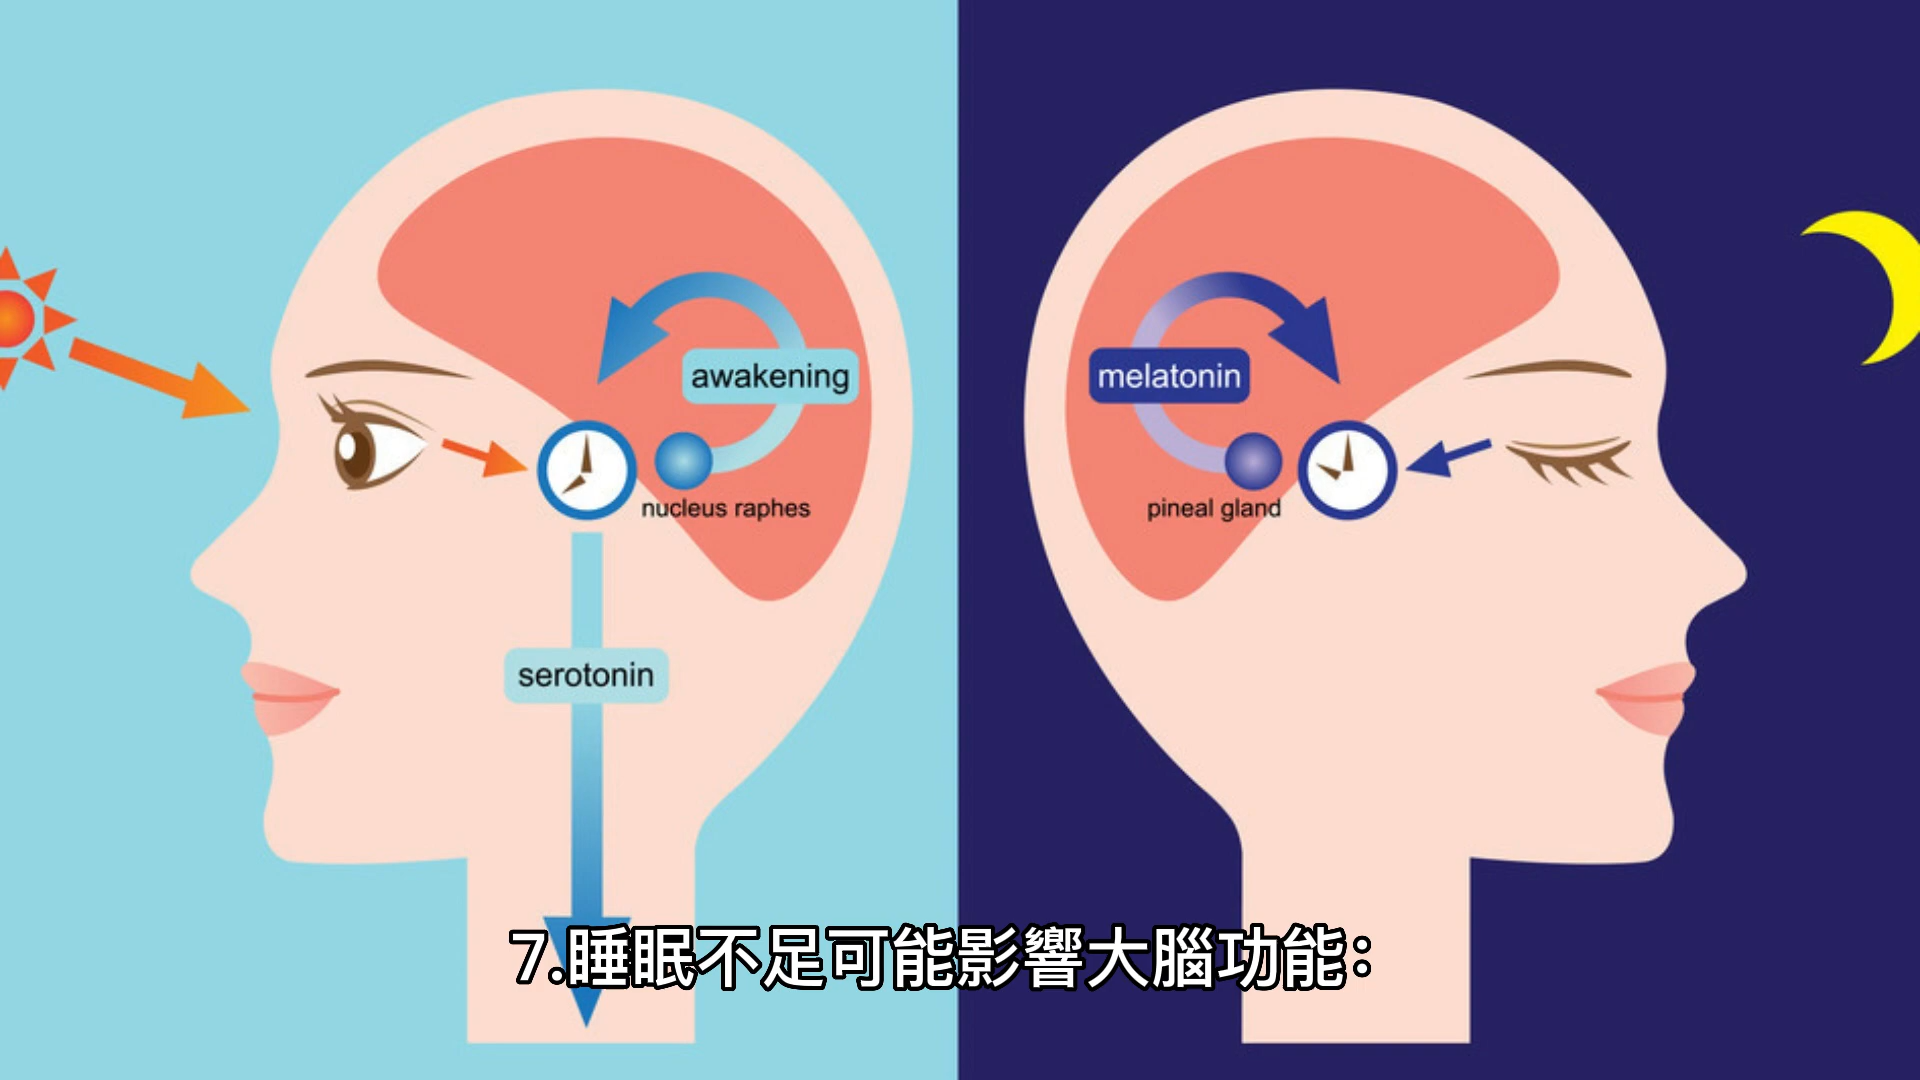 awakening
nucleus raphes
serotonin
melatonin
pineal gland
7.睡眠不足可能影響大腦功能：